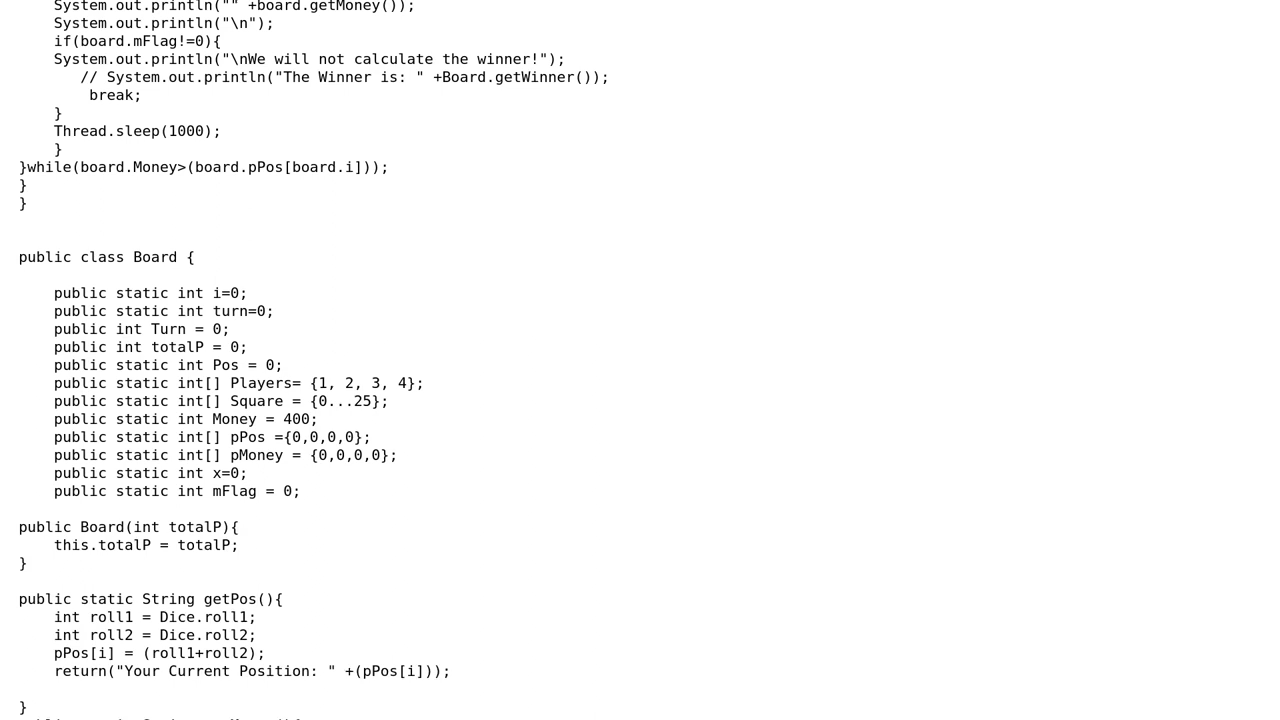 System.out.println("" +board.getMoney());
System.out.println("\n");
if(board.mFlag!=0){
System.out.println("\nWe will not calculate the winner!");
// System.out.println("The Winner is: " +Board.getWinner());
break;
}
Thread.sleep(1000);
}
}while(board.Money>(board.pPos[board.i]));
}
}
public class Board {
public static int i=0;
public static int turn=0;
public int Turn = 0;
public int totalP = 0;
public static int Pos = 0;
public static int[] Players= {1, 2, 3, 4};
public static int[] Square = {0...25};
public static int Money = 400;
public static int[] pPos ={0,0,0,0};
public static int[] pMoney = {0,0,0,0};
public static int x=0;
public static int mFlag = 0;
public Board(int totalP){
this.totalP = totalP;
}
public static String getPos(){
int roll1 = Dice.roll1;
int roll2 = Dice.roll2;
pPos[i] = (roll1+roll2);
return("Your Current Position: " +(pPos[i]));
}